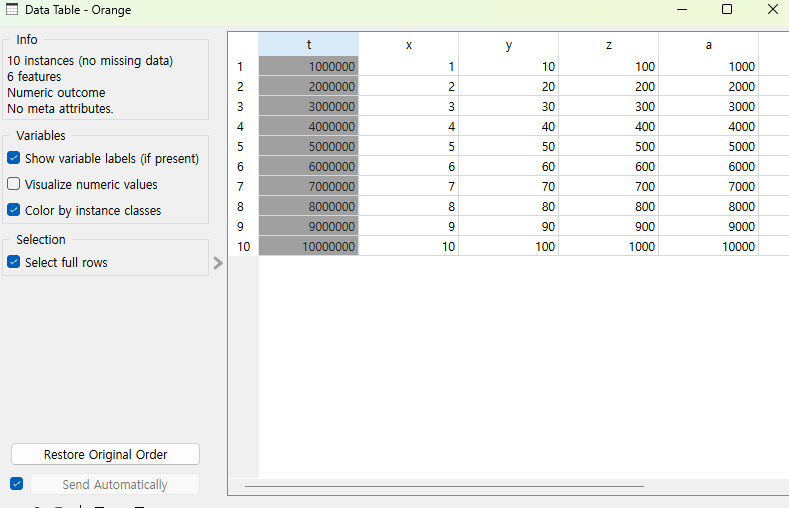 Data Table - Orange
Info
10 instances (no missing data)
6 features
Numeric outcome
No meta attributes.
Variables
Show variable labels (if present)
Visualize numeric values
Color by instance classes
Selection
Select full rows
Restore Original Order
Send Automatically
t x y z a
1 1000000 1 10 100 1000
2 2000000 2 20 200 2000
3 3000000 3 30 300 3000
4 4000000 4 40 400 4000
5 5000000 5 50 500 5000
6 6000000 6 60 600 6000
7 7000000 7 70 700 7000
8 8000000 8 80 800 8000
9 9000000 9 90 900 9000
10 10000000 10 100 1000 10000